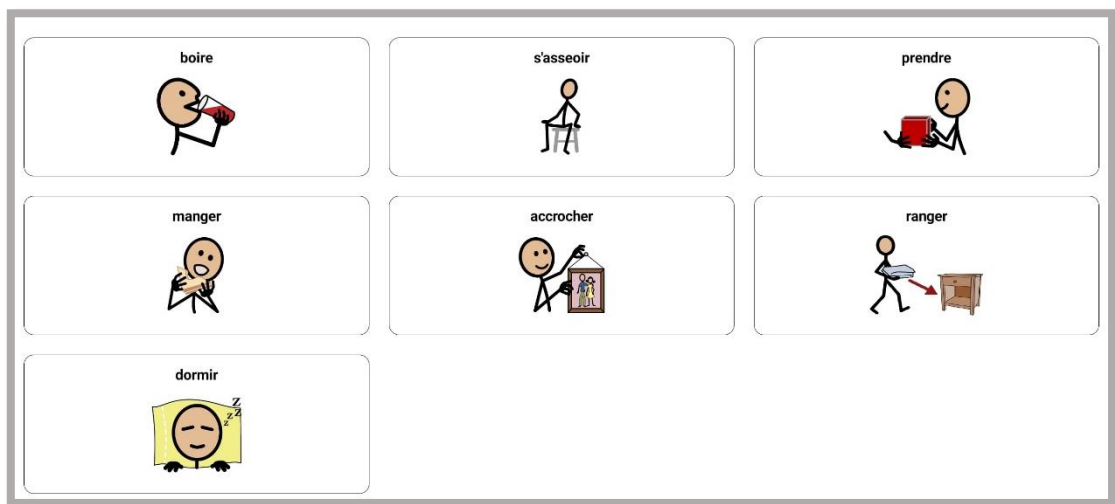 boire
s'asseoir
prendre
manger
accrocher
ranger
dormir
z
z
z
z